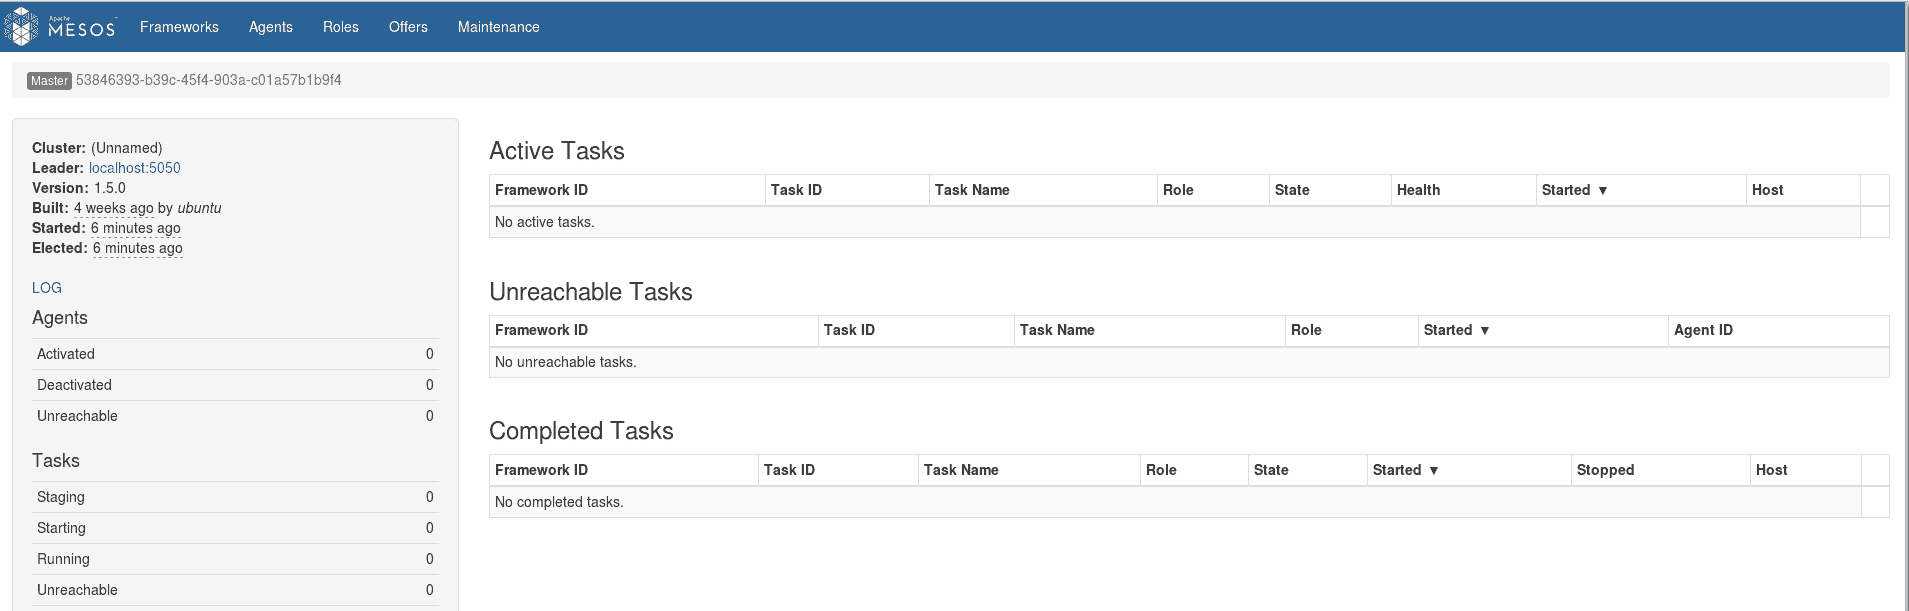 Apache MESOS Frameworks Agents Roles Offers Maintenance
Master 53846393-b39c-45f4-903a-c01a57b1b9f4
Cluster: (Unnamed)
Leader: localhost:5050
Version: 1.5.0
Built: 4 weeks ago by ubuntu
Started: 6 minutes ago
Elected: 6 minutes ago
LOG
Agents
Activated 0
Deactivated 0
Unreachable 0
Tasks
Staging 0
Starting 0
Running 0
Unreachable 0
Active Tasks
Framework ID Task ID Task Name Role State Health Started ▼ Host
No active tasks.
Unreachable Tasks
Framework ID Task ID Task Name Role Started ▼ Agent ID
No unreachable tasks.
Completed Tasks
Framework ID Task ID Task Name Role State Started ▼ Stopped Host
No completed tasks.